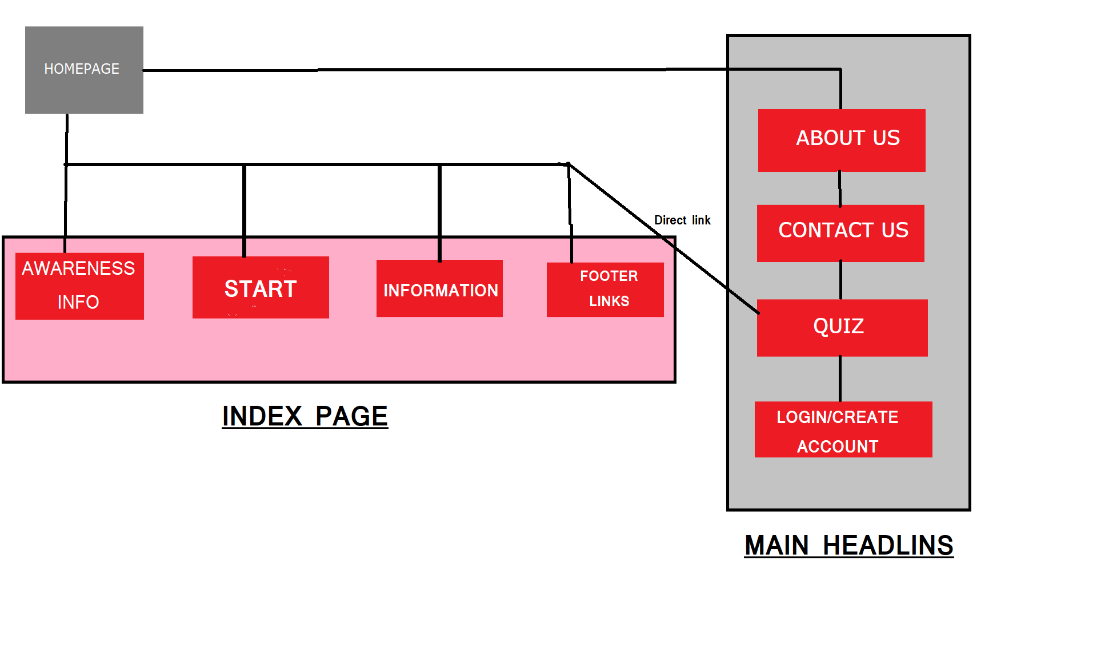 HOMEPAGE
ABOUT US
CONTACT US
Direct link
AWARENESS
INFO
START
INFORMATION
FOOTER
LINKS
QUIZ
LOGIN/CREATE
ACCOUNT
INDEX PAGE
MAIN HEADLINS